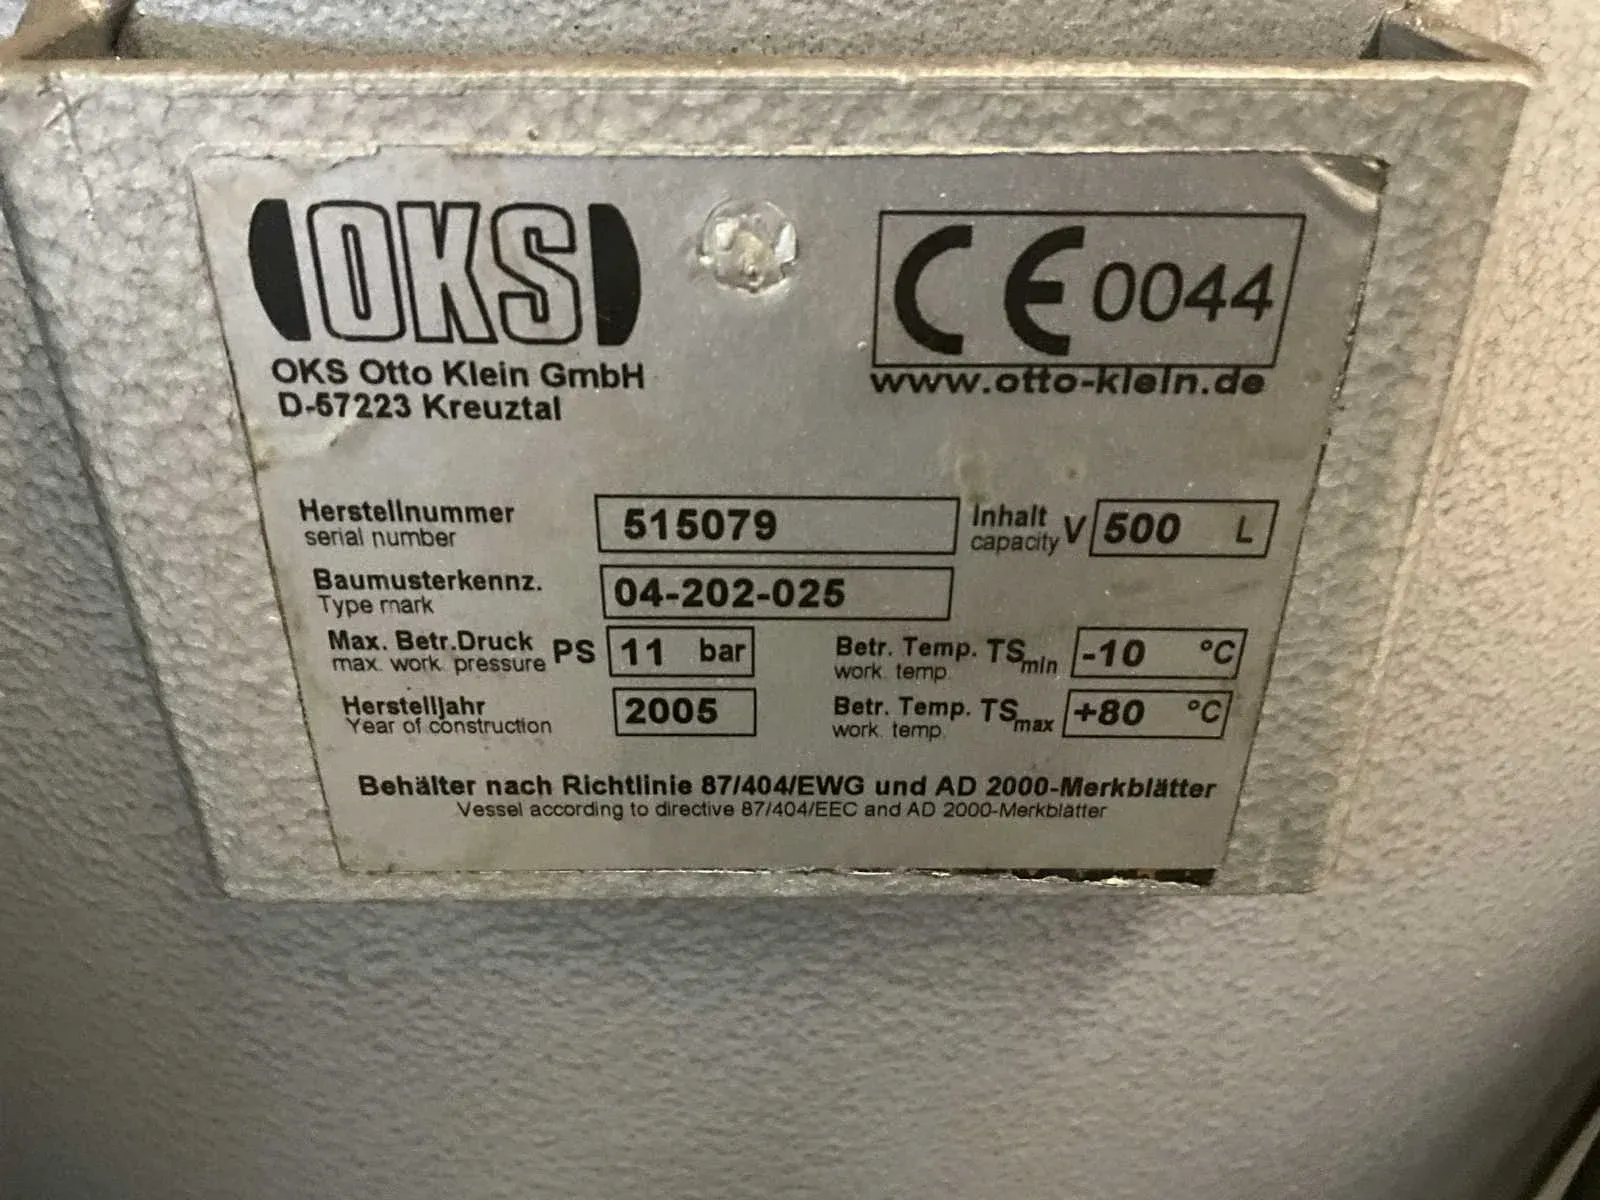 OKS
CE 0044
OKS Otto Klein GmbH
D-57223 Kreuztal
www.otto-klein.de
Herstellnummer 515079 Inhalt V 500 L
serial number capacity
Baumusterkennz. 04-202-025
Type mark
Max. Betr.Druck PS 11 bar Betr. Temp. TSmin -10 °C
max. work. pressure work. temp.
Herstelljahr 2005 Betr. Temp. TSmax +80 °C
Year of construction work. temp.
Behälter nach Richtlinie 87/404/EWG und AD 2000-Merkblätter
Vessel according to directive 87/404/EEC and AD 2000-Merkblätter